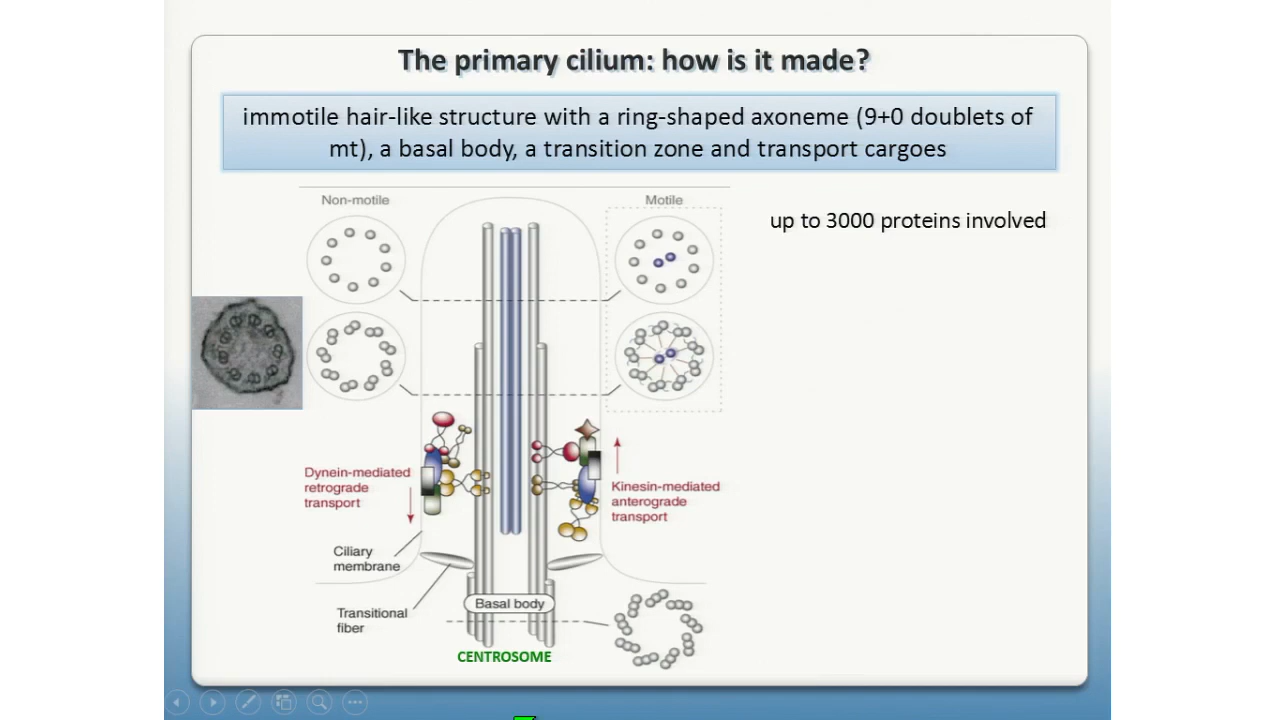 The primary cilium: how is it made?
immotile hair-like structure with a ring-shaped axoneme (9+0 doublets of
mt), a basal body, a transition zone and transport cargoes
Non-motile
Motile
up to 3000 proteins involved
Dynein-mediated
retrograde
transport
Kinesin-mediated
anterograde
transport
Ciliary
membrane
Transitional
fiber
Basal body
CENTROSOME